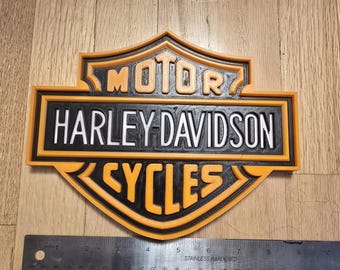 MOTOR
HARLEY-DAVIDSON
CYCLES
STAINLESS HARDENED